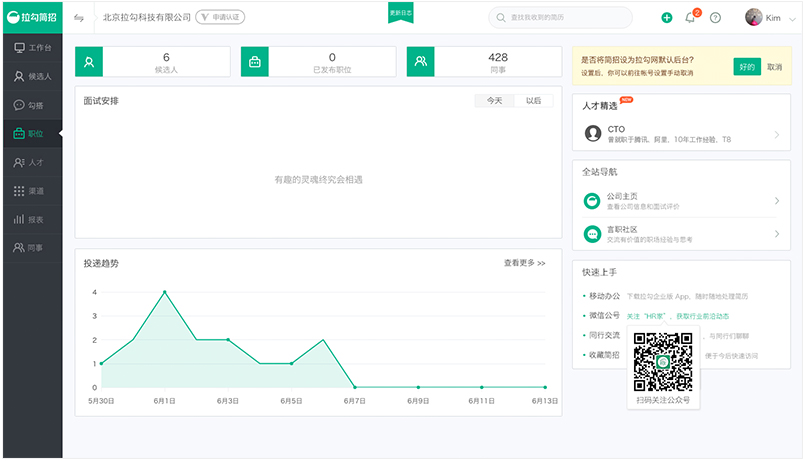 拉勾简招
北京拉勾科技有限公司
申请认证
更新日志
查找我收到的简历
2
Kim
工作台
候选人
勾搭
职位
人才
渠道
报表
同事
6
候选人
0
已发布职位
428
同事
面试安排
今天
以后
有趣的灵魂终究会相遇
投递趋势
查看更多 >>
4
3
2
1
0
5月30日
6月1日
6月3日
6月5日
6月7日
6月9日
6月11日
6月13日
是否将简招设为拉勾网默认后台?
设置后，你可以前往帐号设置手动取消
好的
取消
人才精选
NEW
CTO
曾就职于腾讯、阿里，10年工作经验，T8
全站导航
公司主页
查看公司信息和面试评价
言职社区
交流有价值的职场经验与思考
快速上手
移动办公 下载拉勾企业版 App，随时随地处理简历
微信公号 关注“HR家”，获取行业前沿动态
同行交流 ，与同行们聊聊
收藏简招 便于今后快速访问
扫码关注公众号